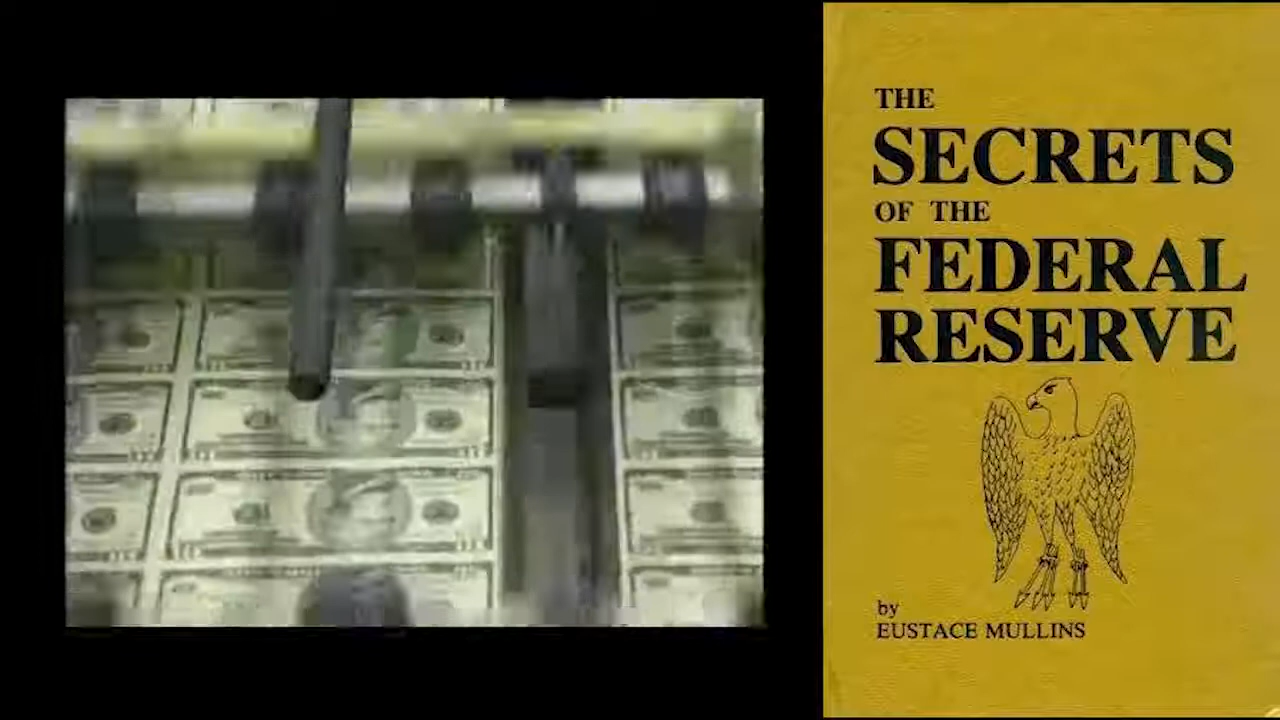 THE
SECRETS
OF THE
FEDERAL
RESERVE
by
EUSTACE MULLINS